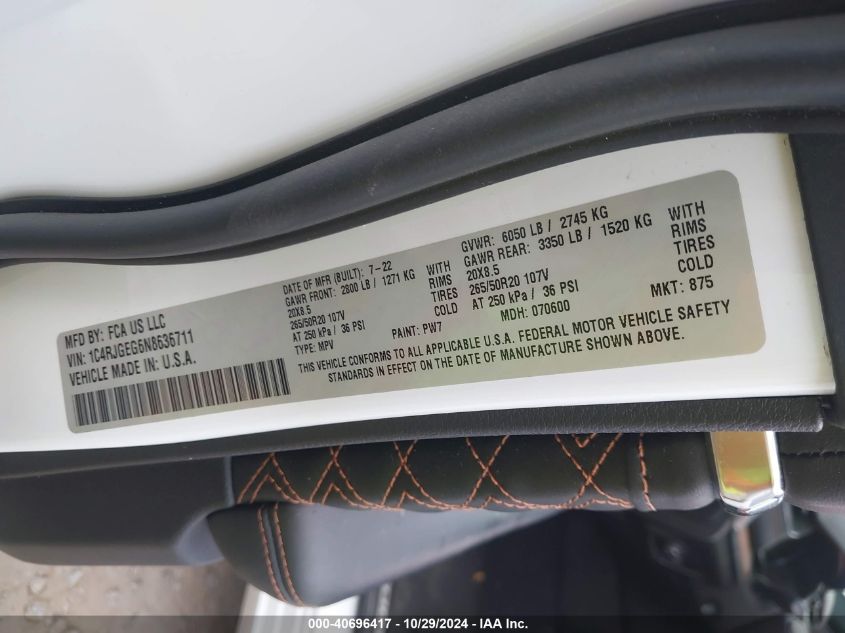 MFD BY: FCA US LLC
VIN: 1C4RJGEG6N8636711
VEHICLE MADE IN: U.S.A.
DATE OF MFR (BUILT): 7-22
GAWR FRONT: 2800 LB / 1271 KG WITH
20X8.5 RIMS
265/50R20 107V TIRES
AT 250 kPa / 36 PSI COLD
TYPE: MPV PAINT: PW7
GVWR: 6050 LB / 2745 KG
GAWR REAR: 3350 LB / 1520 KG WITH
20X8.5 RIMS
265/50R20 107V TIRES
AT 250 kPa / 36 PSI COLD
MDH: 070600 MKT: 875
THIS VEHICLE CONFORMS TO ALL APPLICABLE U.S.A. FEDERAL MOTOR VEHICLE SAFETY
STANDARDS IN EFFECT ON THE DATE OF MANUFACTURE SHOWN ABOVE.
000-40696417 - 10/29/2024 - IAA Inc.